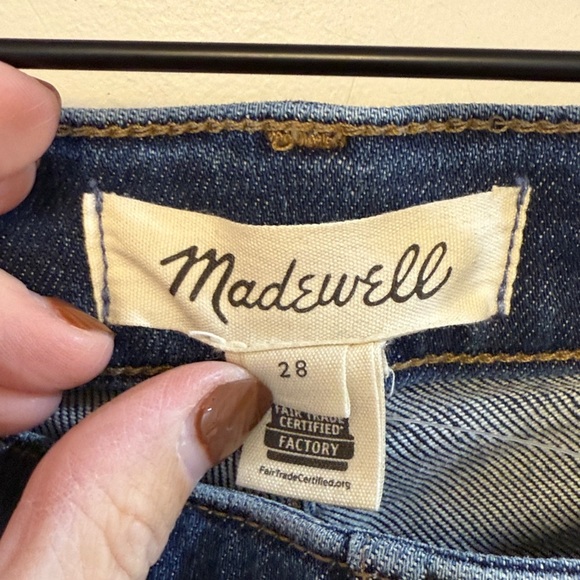 Madewell
28
FAIR TRADE
CERTIFIED
FACTORY
FairTradeCertified.org